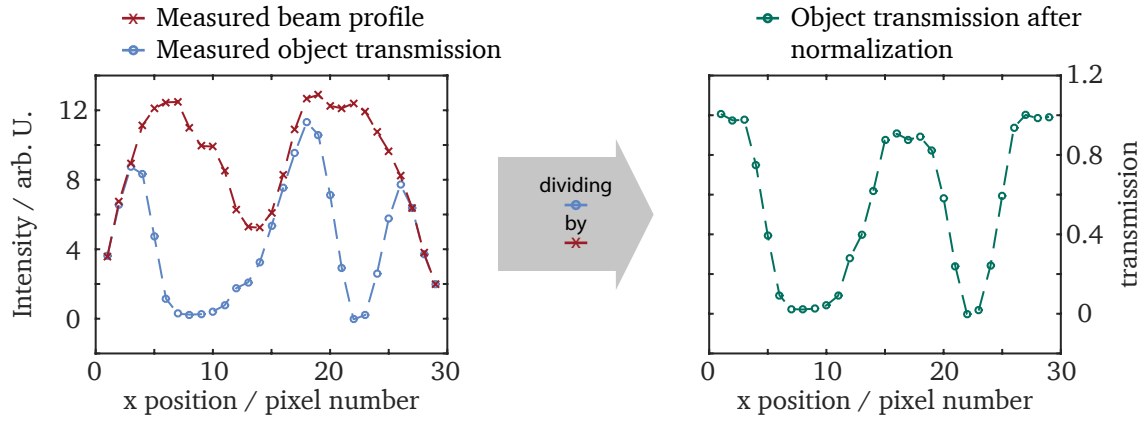 Measured beam profile
Measured object transmission
Intensity / arb. U.
12
8
4
0
0
10
20
30
x position / pixel number
dividing
by
Object transmission after
normalization
1.2
0.8
0.4
0
transmission
0
10
20
30
x position / pixel number